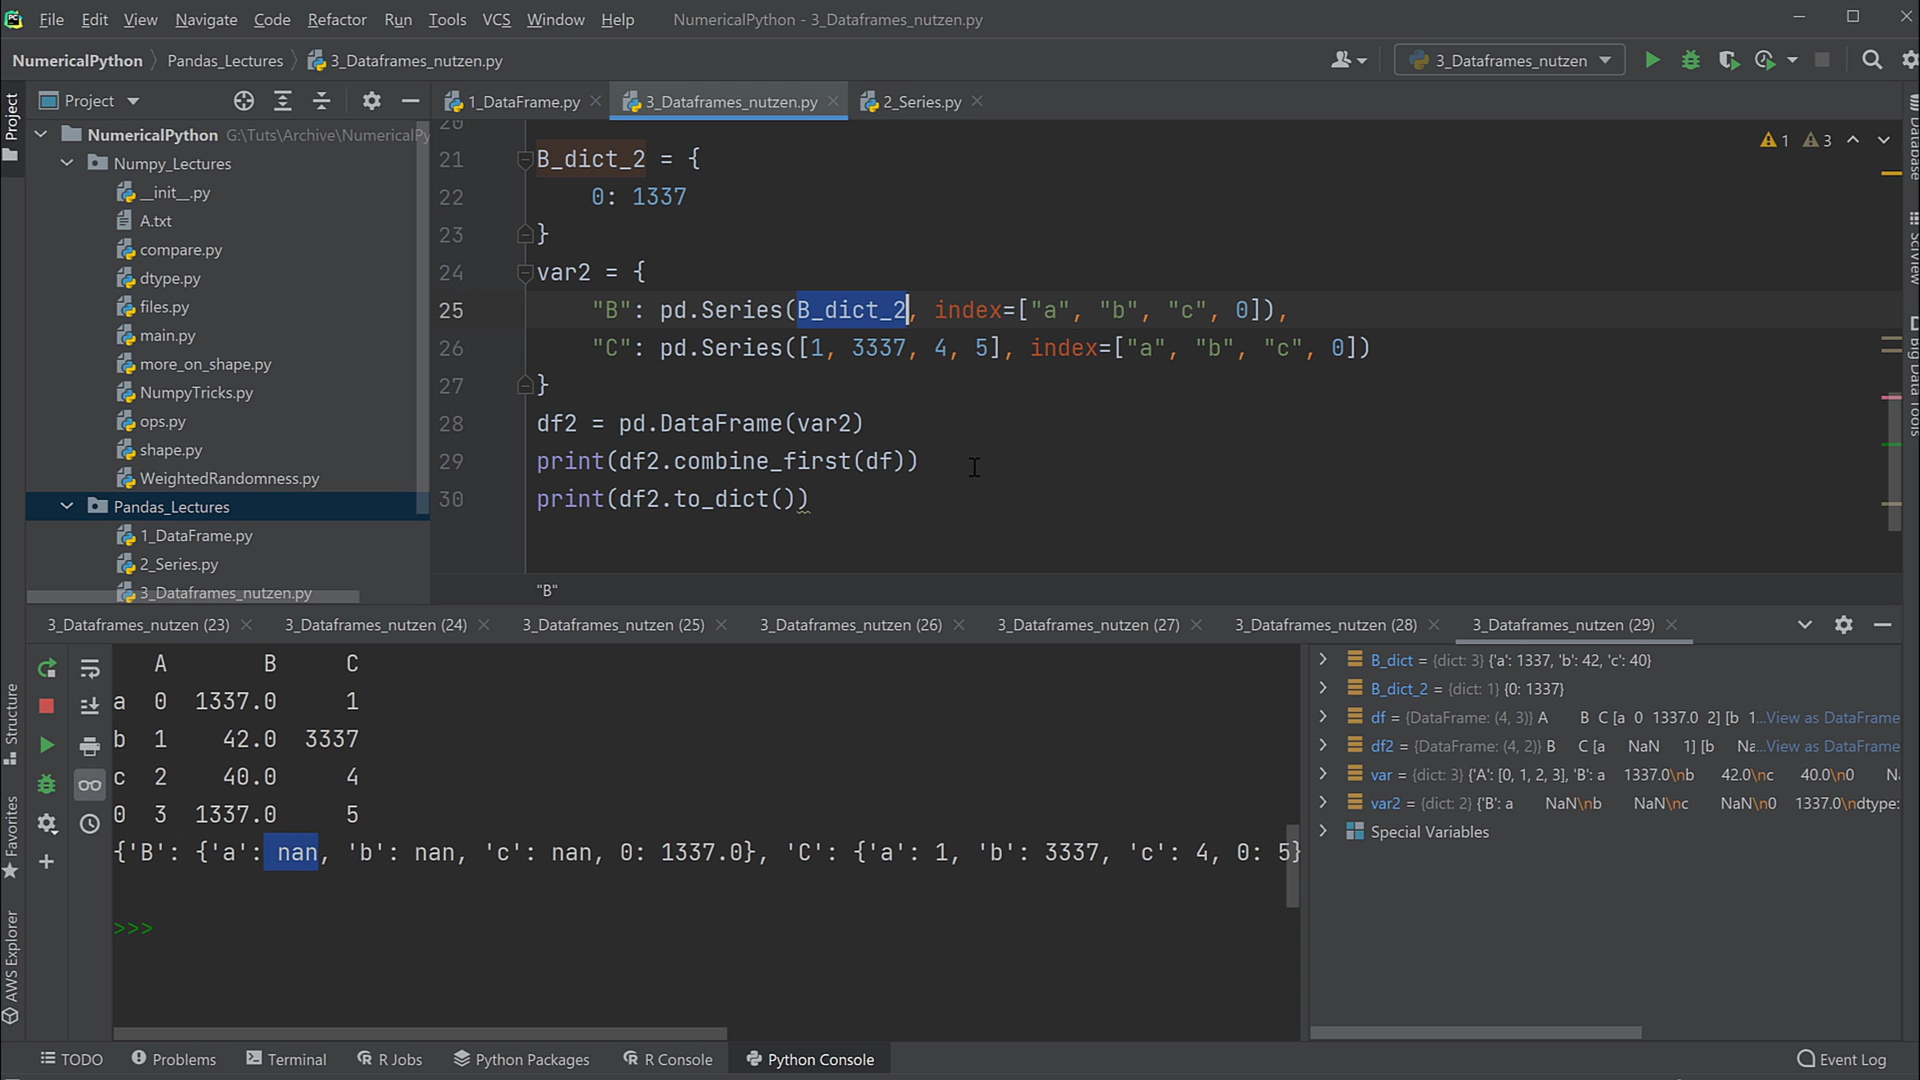 File Edit View Navigate Code Refactor Run Tools VCS Window Help NumericalPython - 3_Dataframes_nutzen.py
NumericalPython Pandas_Lectures 3_Dataframes_nutzen.py 3_Dataframes_nutzen
Project 1_DataFrame.py 3_Dataframes_nutzen.py 2_Series.py
Project
NumericalPython G:\Tuts\Archive\NumericalPy
Numpy_Lectures
__init__.py
A.txt
compare.py
dtype.py
files.py
main.py
more_on_shape.py
NumpyTricks.py
ops.py
shape.py
WeightedRandomness.py
Pandas_Lectures
1_DataFrame.py
2_Series.py
3_Dataframes_nutzen.py
20
21 B_dict_2 = {
22 0: 1337
23 }
24 var2 = {
25 "B": pd.Series(B_dict_2, index=["a", "b", "c", 0]),
26 "C": pd.Series([1, 3337, 4, 5], index=["a", "b", "c", 0])
27 }
28 df2 = pd.DataFrame(var2)
29 print(df2.combine_first(df))
30 print(df2.to_dict())
"B"
1 3
Database
SciView
Big Data Tools
3_Dataframes_nutzen (23) 3_Dataframes_nutzen (24) 3_Dataframes_nutzen (25) 3_Dataframes_nutzen (26) 3_Dataframes_nutzen (27) 3_Dataframes_nutzen (28) 3_Dataframes_nutzen (29)
A B C
a 0 1337.0 1
b 1 42.0 3337
c 2 40.0 4
0 3 1337.0 5
{'B': {'a': nan, 'b': nan, 'c': nan, 0: 1337.0}, 'C': {'a': 1, 'b': 3337, 'c': 4, 0: 5}
>>>
B_dict = {dict: 3} {'a': 1337, 'b': 42, 'c': 40}
B_dict_2 = {dict: 1} {0: 1337}
df = {DataFrame: (4, 3)} A B C [a 0 1337.0 2] [b 1...View as DataFrame
df2 = {DataFrame: (4, 2)} B C [a NaN 1] [b Na...View as DataFrame
var = {dict: 3} {'A': [0, 1, 2, 3], 'B': a 1337.0\nb 42.0\nc 40.0\n0 Na
var2 = {dict: 2} {'B': a NaN\nb NaN\nc NaN\n0 1337.0\ndtype:
Special Variables
Structure
Favorites
AWS Explorer
TODO Problems Terminal R Jobs Python Packages R Console Python Console Event Log